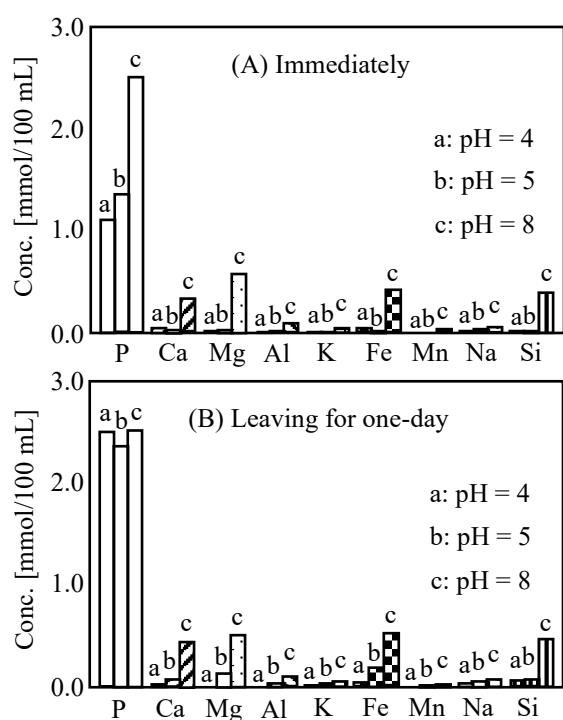 3.0
(A) Immediately
c
2.0
a: pH = 4
b
b: pH = 5
a
c: pH = 8
1.0
Conc. [mmol/100 mL]
c
c c c
a b a b a b c a b c a b a b c a b c a b
0.0
P Ca Mg Al K Fe Mn Na Si
3.0
(B) Leaving for one-day
a b c
2.0
a: pH = 4
b: pH = 5
c: pH = 8
1.0
Conc. [mmol/100 mL]
c c c c
a b a b a b c a b c a b a b c a b c a b
0.0
P Ca Mg Al K Fe Mn Na Si